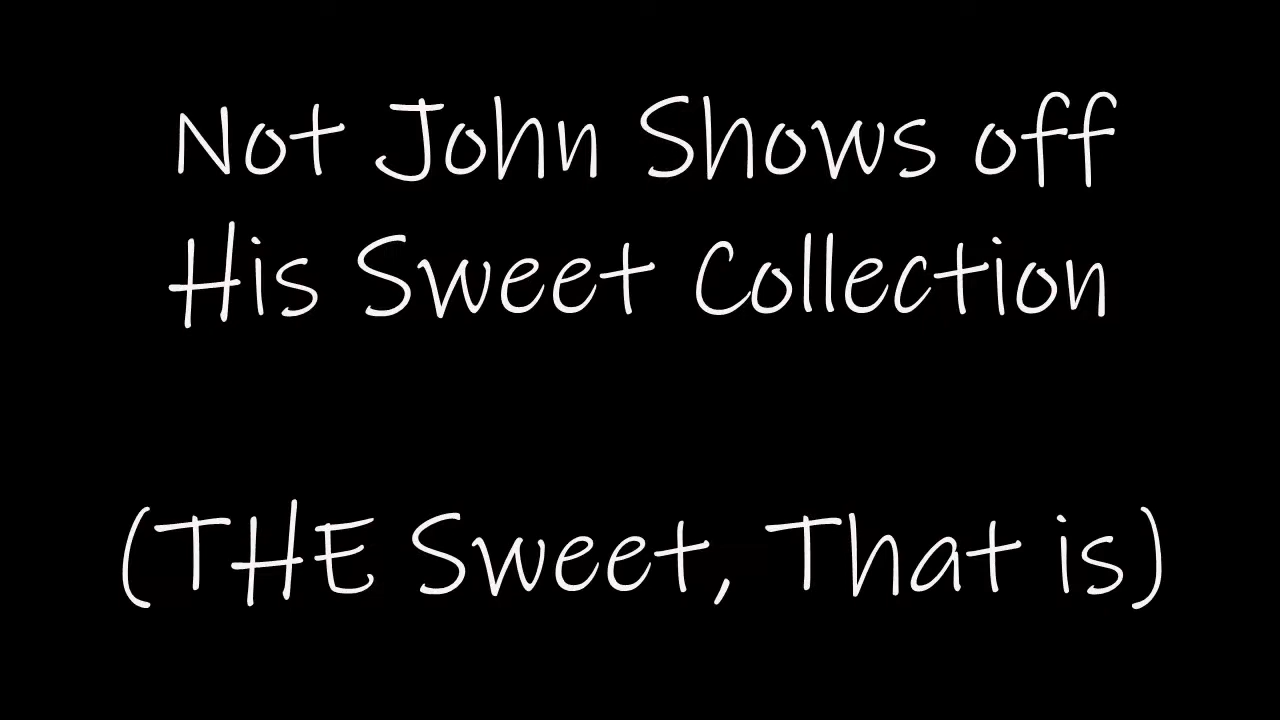 Not John Shows off
His Sweet Collection
(THE Sweet, That is)